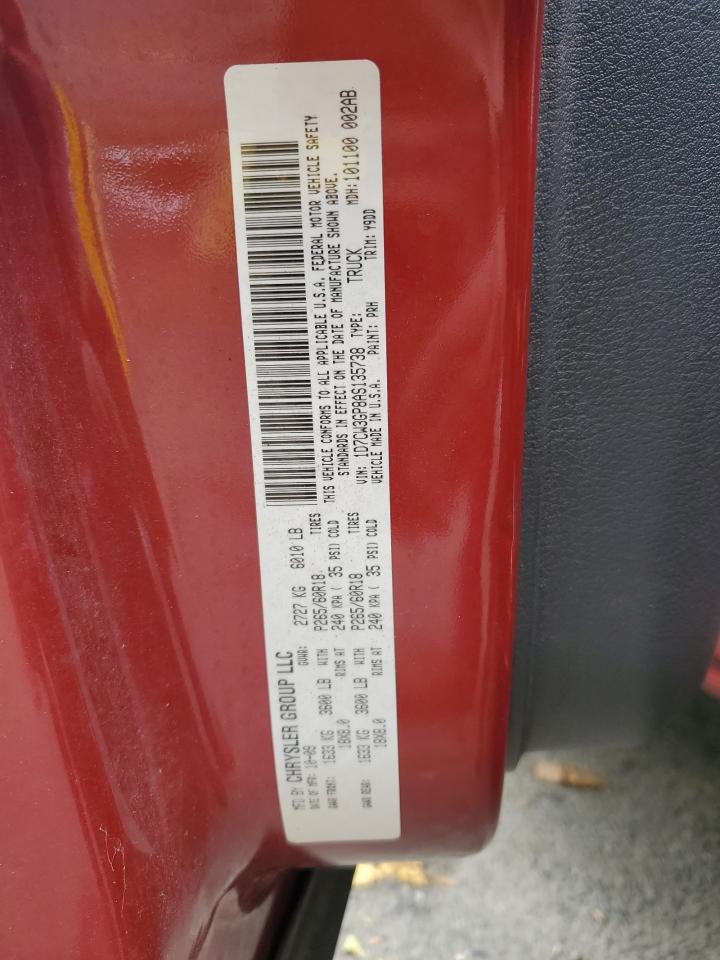 MFD BY CHRYSLER GROUP LLC
DATE OF MFR: 10-09 GVWR: 2727 KG 6010 LB
GAWR FRONT: 1633 KG 3600 LB WITH P265/60R18 TIRES
18X8.0 RIMS AT 240 KPA ( 35 PSI) COLD
GAWR REAR: 1633 KG 3600 LB WITH P265/60R18 TIRES
18X8.0 RIMS AT 240 KPA ( 35 PSI) COLD
THIS VEHICLE CONFORMS TO ALL APPLICABLE U.S.A. FEDERAL MOTOR VEHICLE SAFETY
STANDARDS IN EFFECT ON THE DATE OF MANUFACTURE SHOWN ABOVE.
VIN: 1D7CW3GP8AS135738 TYPE: TRUCK MDH:101100 002AB
VEHICLE MADE IN U.S.A. PAINT: PRH TRIM: Y9DD